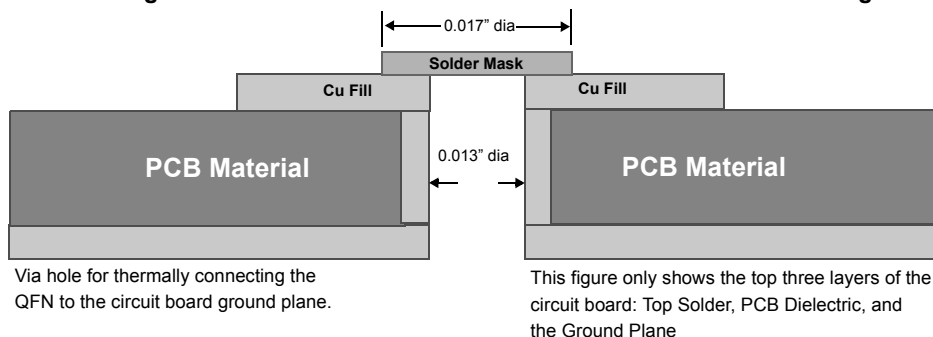 0.017” dia
Solder Mask
Cu Fill
Cu Fill
PCB Material
0.013” dia
PCB Material
Via hole for thermally connecting the
QFN to the circuit board ground plane.
This figure only shows the top three layers of the
circuit board: Top Solder, PCB Dielectric, and
the Ground Plane